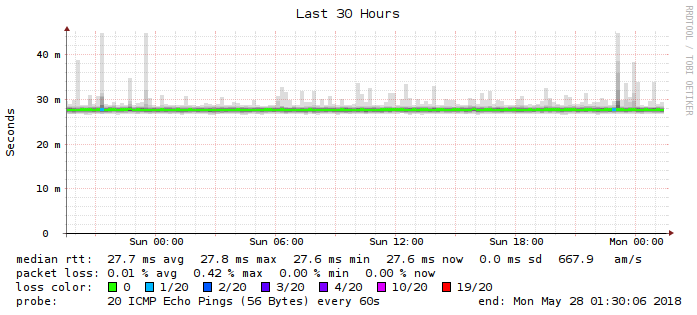 Last 30 Hours
RRDTOOL / TOBI OETIKER
Seconds
40 m
30 m
20 m
10 m
0
Sun 00:00 Sun 06:00 Sun 12:00 Sun 18:00 Mon 00:00
median rtt: 27.7 ms avg 27.8 ms max 27.6 ms min 27.6 ms now 0.0 ms sd 667.9 am/s
packet loss: 0.01 % avg 0.42 % max 0.00 % min 0.00 % now
loss color: 0 1/20 2/20 3/20 4/20 10/20 19/20
probe: 20 ICMP Echo Pings (56 Bytes) every 60s end: Mon May 28 01:30:06 2018